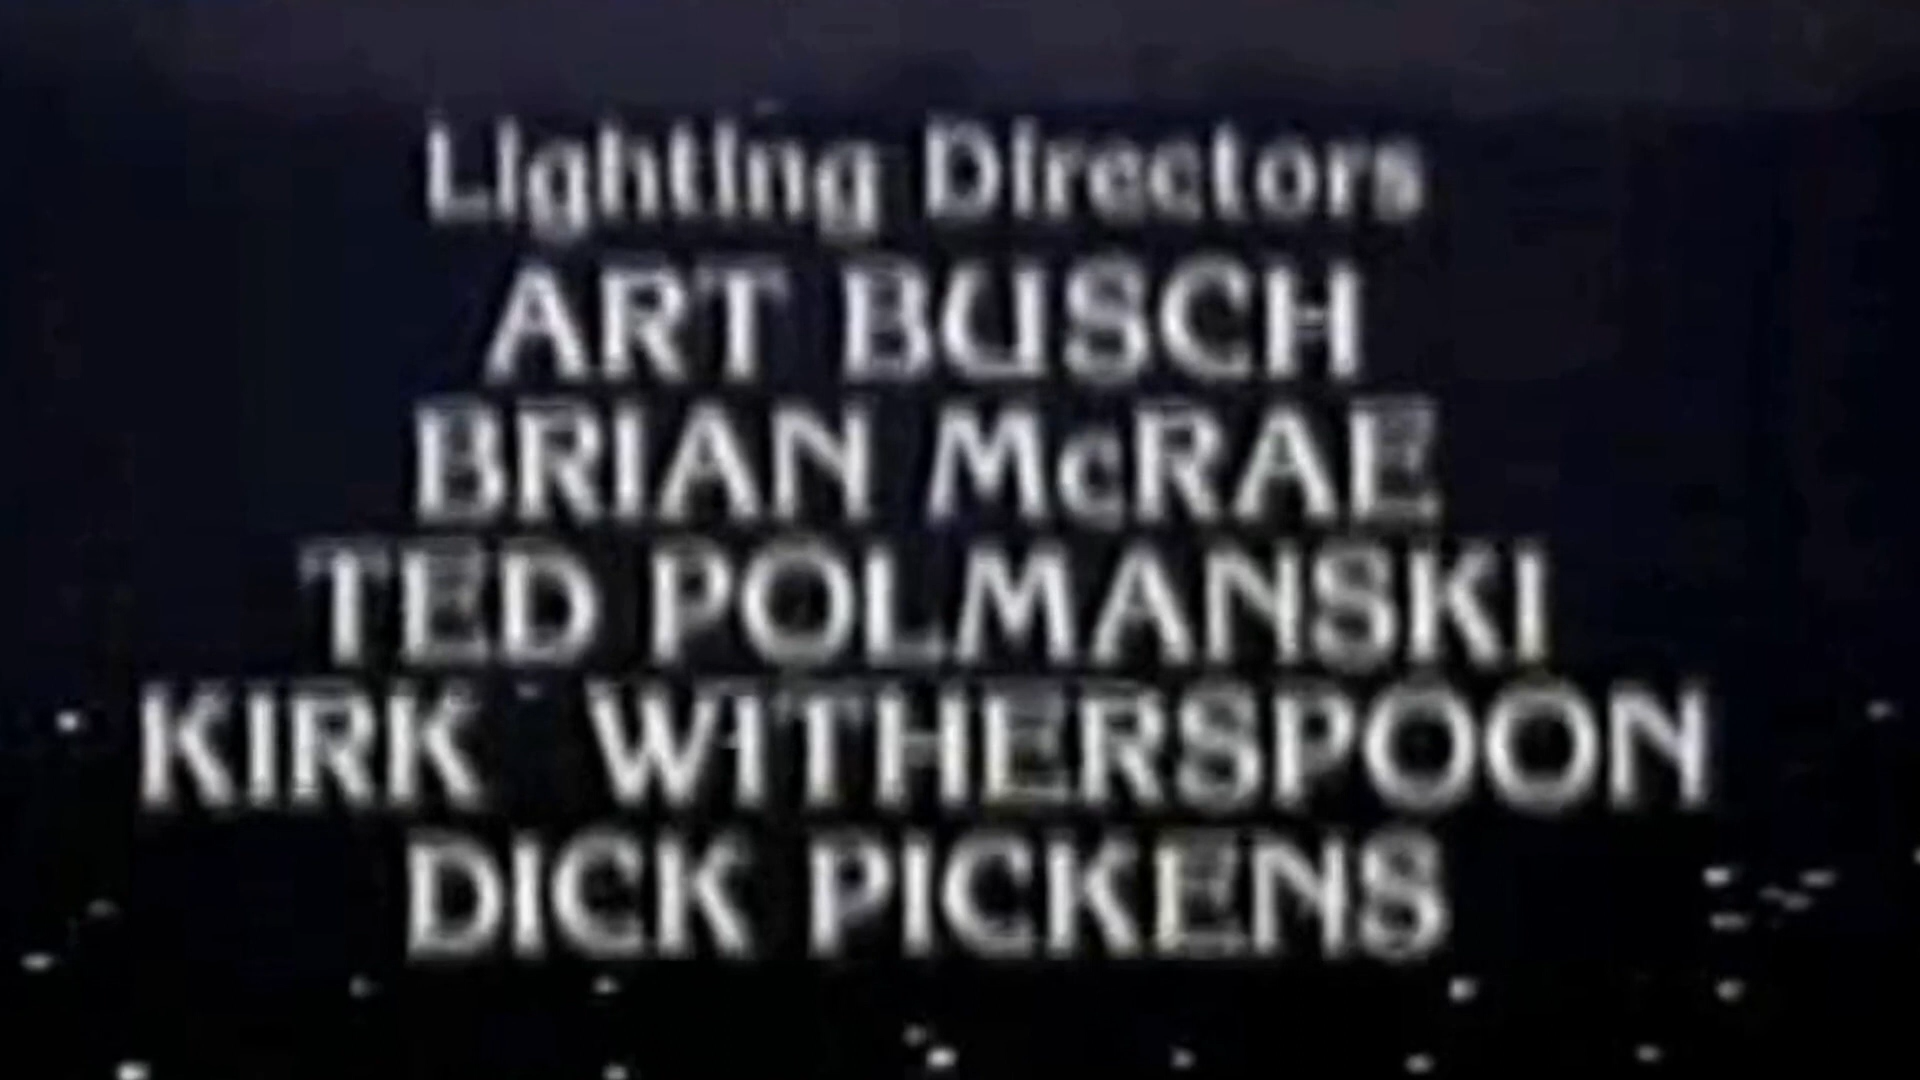 Lighting Directors
ART BUSCH
BRIAN McRAE
TED POLMANSKI
KIRK WITHERSPOON
DICK PICKENS